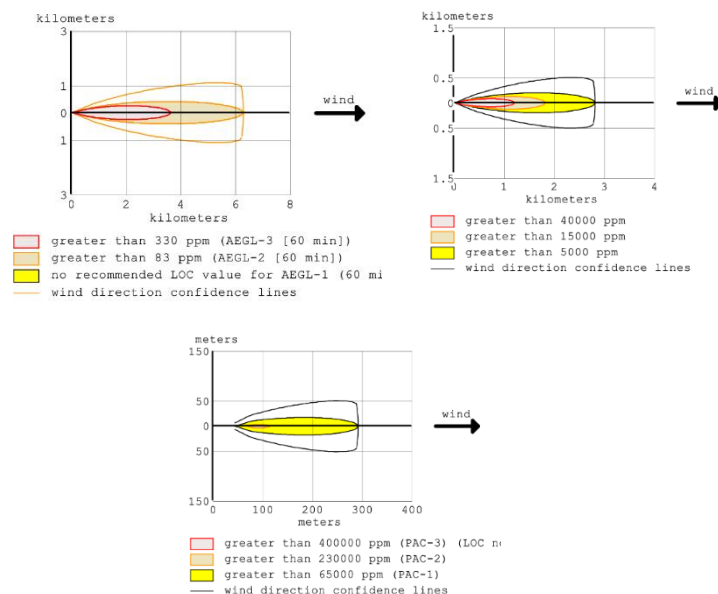 kilometers
3
1
0
1
3
0 2 4 6 8
kilometers
wind
greater than 330 ppm (AEGL-3 [60 min])
greater than 83 ppm (AEGL-2 [60 min])
no recommended LOC value for AEGL-1 (60 mi
wind direction confidence lines
kilometers
1.5
0.5
0
0.5
1.5
0 1 2 3 4
kilometers
wind
greater than 40000 ppm
greater than 15000 ppm
greater than 5000 ppm
wind direction confidence lines
meters
150
50
0
50
150
0 100 200 300 400
meters
wind
greater than 400000 ppm (PAC-3) (LOC no
greater than 230000 ppm (PAC-2)
greater than 65000 ppm (PAC-1)
wind direction confidence lines